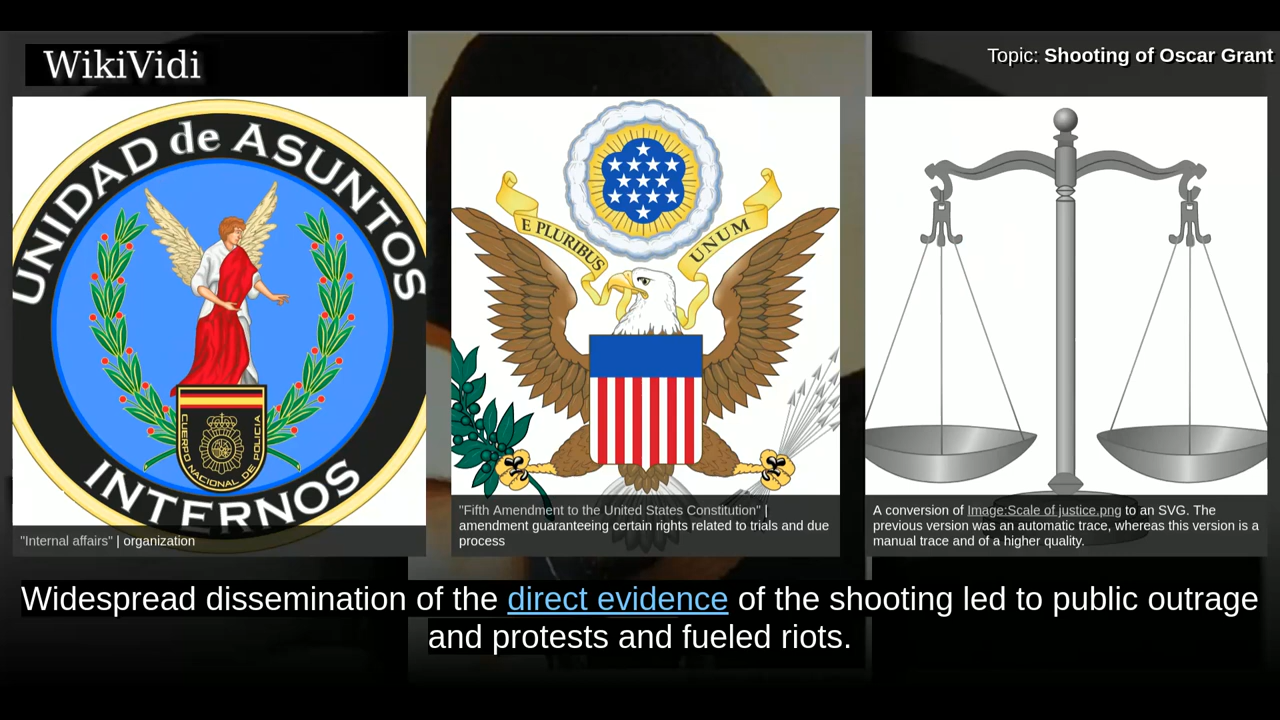 WikiVidi
Topic: Shooting of Oscar Grant
UNIDAD de ASUNTOS
INTERNOS
CUERPO NACIONAL DE POLICIA
"Internal affairs" | organization
E PLURIBUS
UNUM
"Fifth Amendment to the United States Constitution" |
amendment guaranteeing certain rights related to trials and due
process
A conversion of Image:Scale of justice.png to an SVG. The
previous version was an automatic trace, whereas this version is a
manual trace and of a higher quality.
Widespread dissemination of the direct evidence of the shooting led to public outrage
and protests and fueled riots.